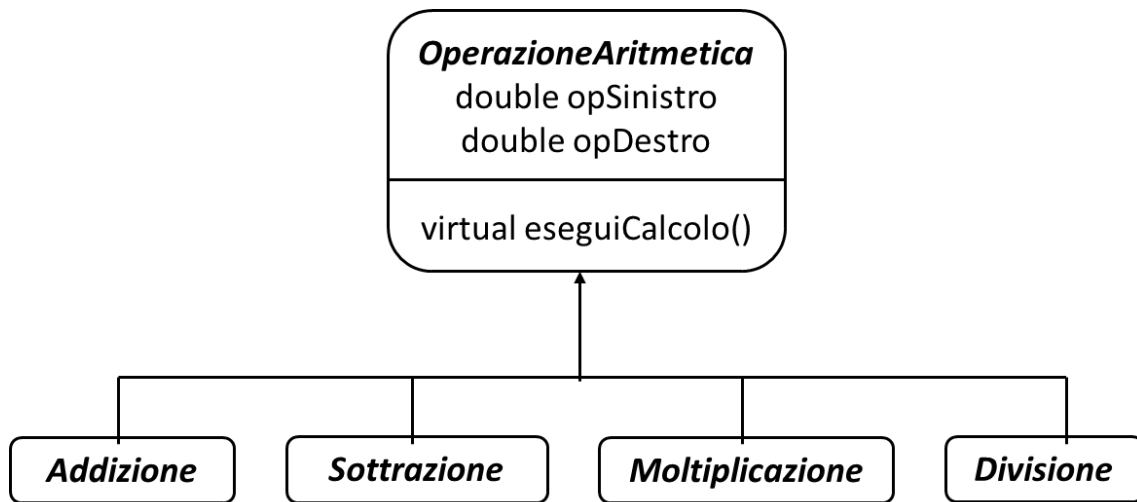 OperazioneAritmetica
double opSinistro
double opDestro
virtual eseguiCalcolo()
Addizione
Sottrazione
Moltiplicazione
Divisione